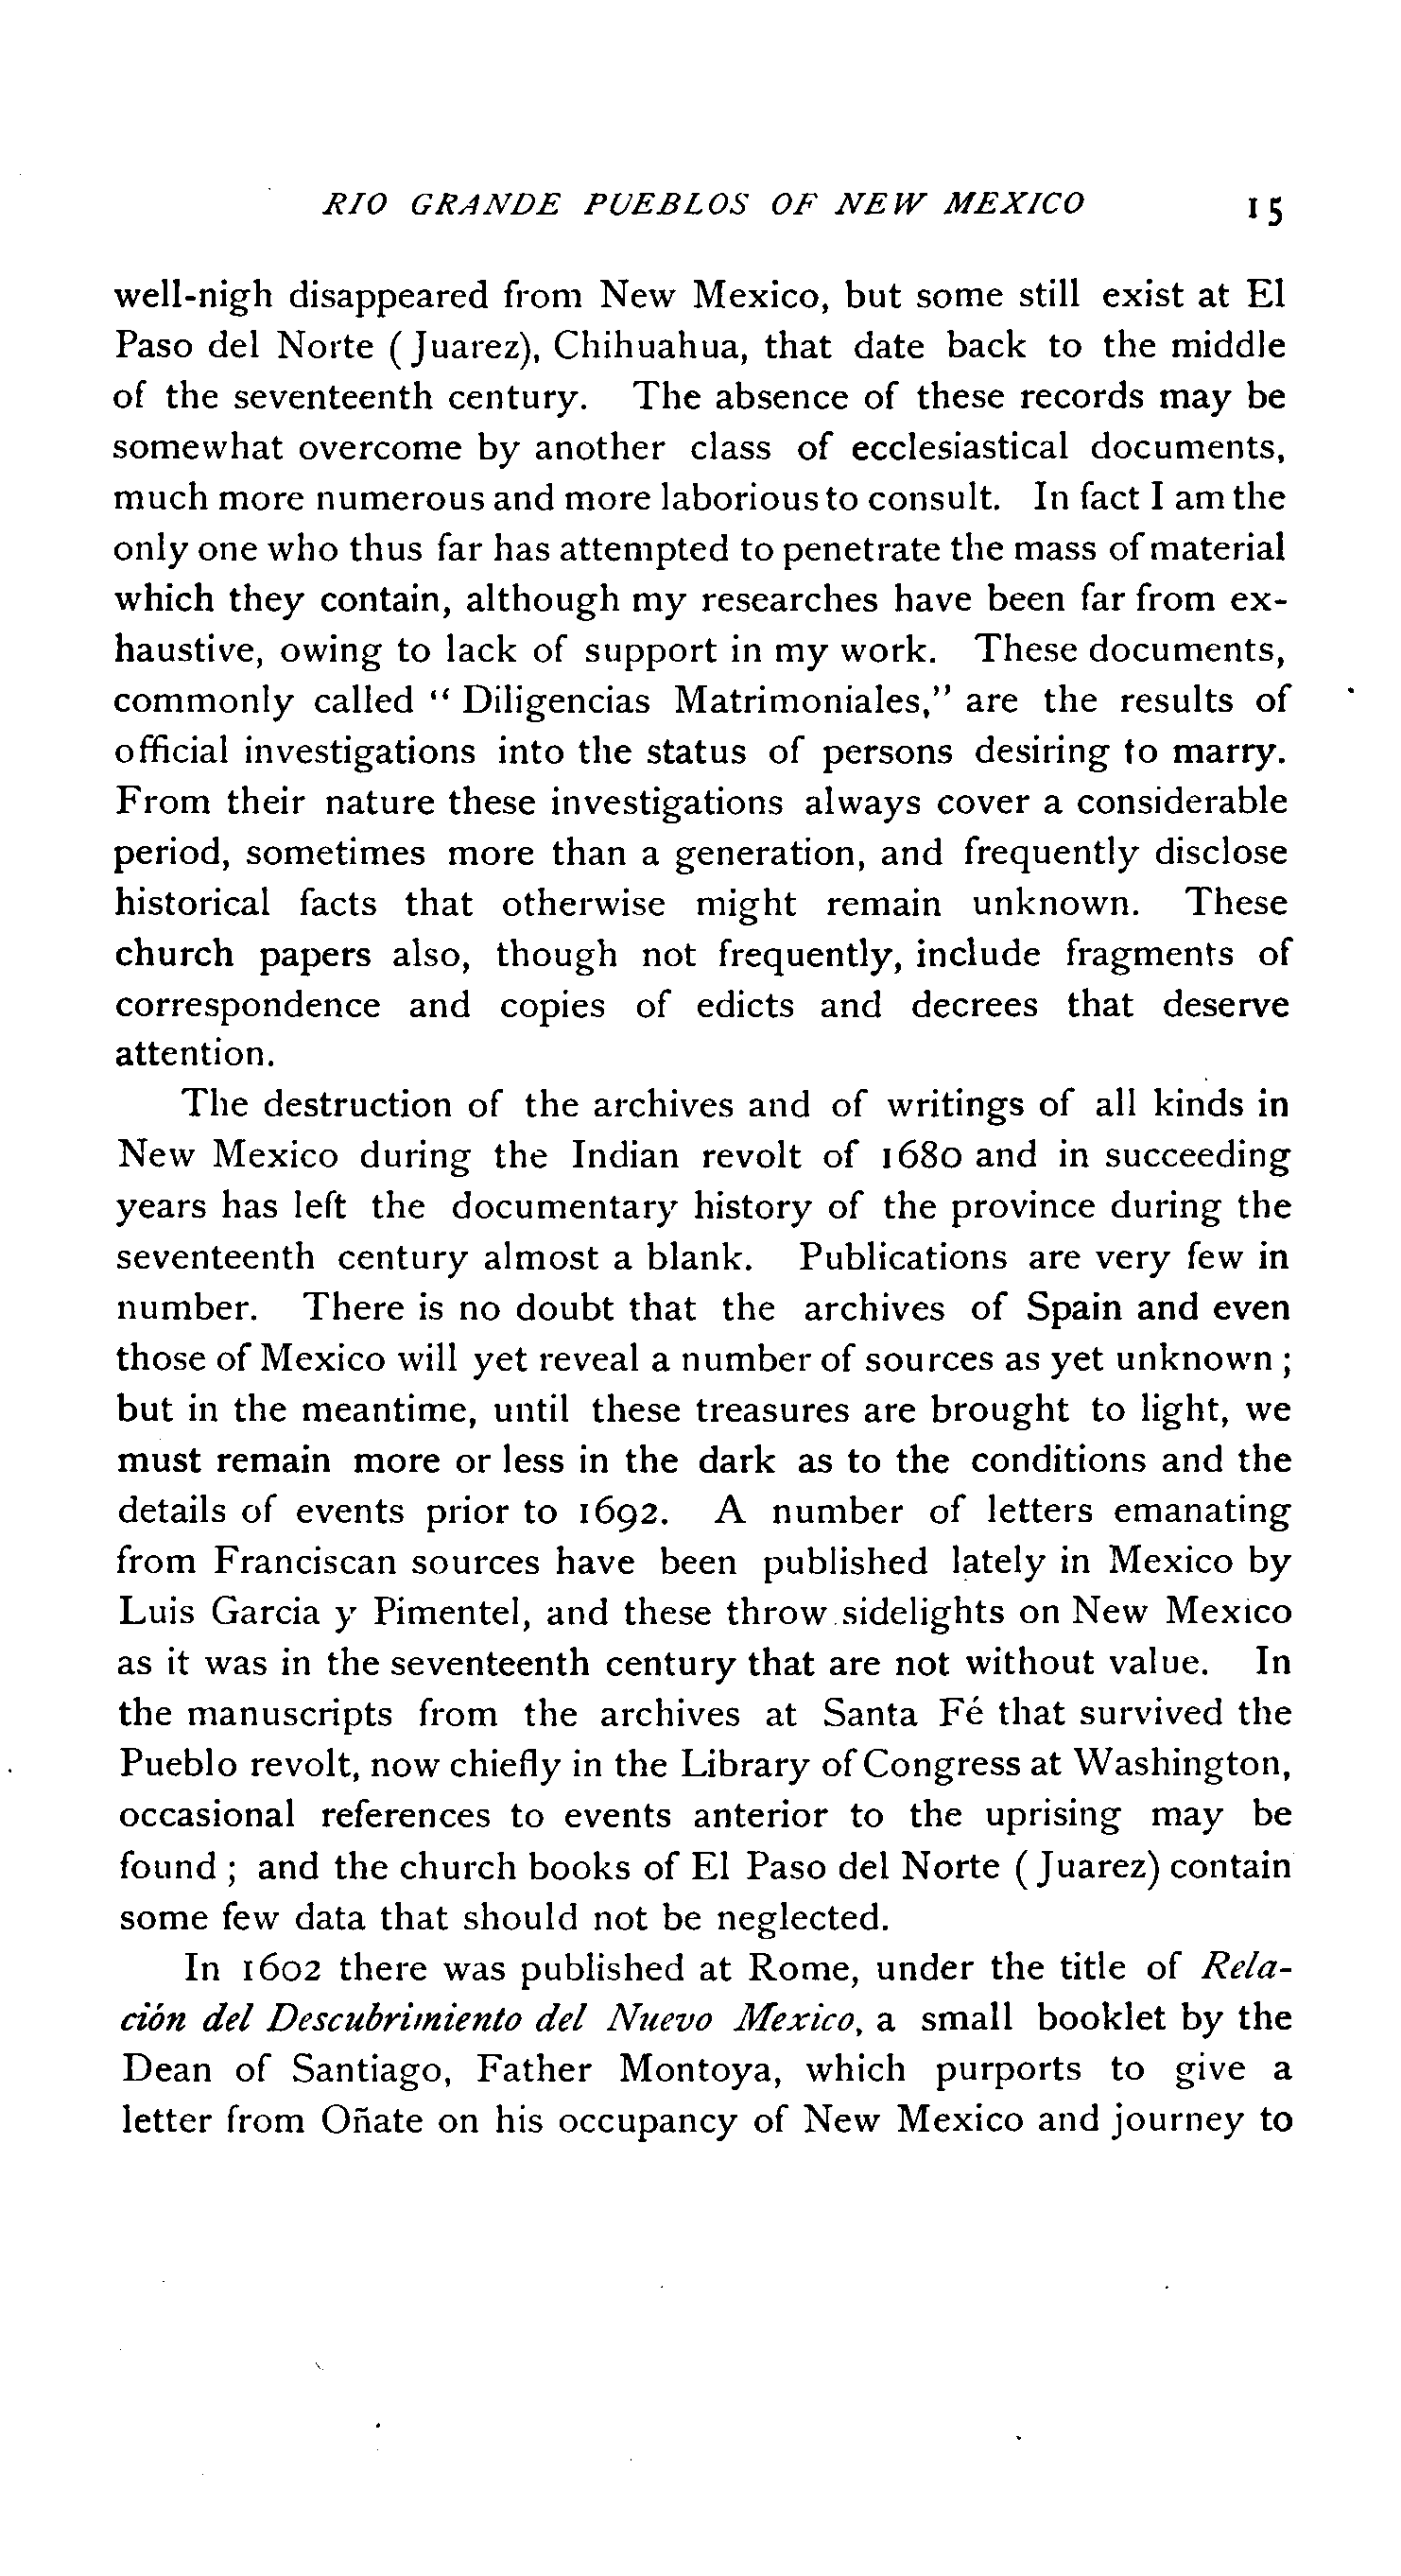 RIO GRANDE PUEBLOS OF NEW MEXICO 15
well-nigh disappeared from New Mexico, but some still exist at El
Paso del Norte (Juarez), Chihuahua, that date back to the middle
of the seventeenth century. The absence of these records may be
somewhat overcome by another class of ecclesiastical documents,
much more numerous and more laborious to consult. In fact I am the
only one who thus far has attempted to penetrate the mass of material
which they contain, although my researches have been far from ex-
haustive, owing to lack of support in my work. These documents,
commonly called “ Diligencias Matrimoniales,” are the results of
official investigations into the status of persons desiring to marry.
From their nature these investigations always cover a considerable
period, sometimes more than a generation, and frequently disclose
historical facts that otherwise might remain unknown. These
church papers also, though not frequently, include fragments of
correspondence and copies of edicts and decrees that deserve
attention.
The destruction of the archives and of writings of all kinds in
New Mexico during the Indian revolt of 1680 and in succeeding
years has left the documentary history of the province during the
seventeenth century almost a blank. Publications are very few in
number. There is no doubt that the archives of Spain and even
those of Mexico will yet reveal a number of sources as yet unknown ;
but in the meantime, until these treasures are brought to light, we
must remain more or less in the dark as to the conditions and the
details of events prior to 1692. A number of letters emanating
from Franciscan sources have been published lately in Mexico by
Luis Garcia y Pimentel, and these throw sidelights on New Mexico
as it was in the seventeenth century that are not without value. In
the manuscripts from the archives at Santa Fé that survived the
Pueblo revolt, now chiefly in the Library of Congress at Washington,
occasional references to events anterior to the uprising may be
found ; and the church books of El Paso del Norte (Juarez) contain
some few data that should not be neglected.
In 1602 there was published at Rome, under the title of Rela-
ción del Descubrimiento del Nuevo Mexico, a small booklet by the
Dean of Santiago, Father Montoya, which purports to give a
letter from Oñate on his occupancy of New Mexico and journey to